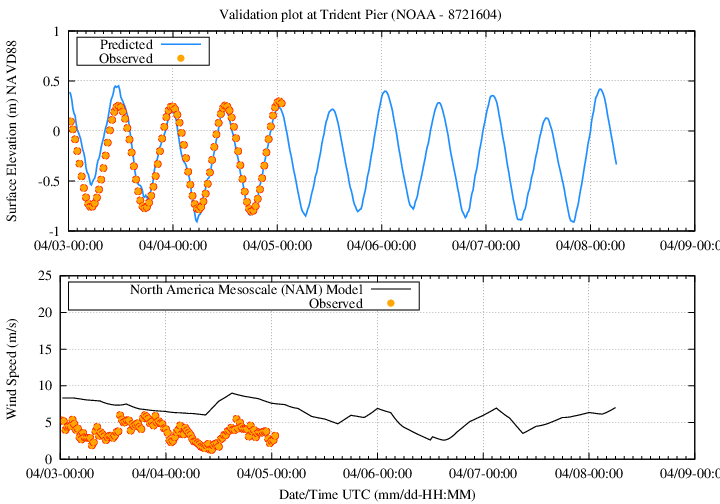 Validation plot at Trident Pier (NOAA - 8721604)
Surface Elevation (m) NAVD88
1
0.5
0
-0.5
-1
Predicted
Observed
04/03-00:00 04/04-00:00 04/05-00:00 04/06-00:00 04/07-00:00 04/08-00:00 04/09-00:00
Wind Speed (m/s)
25
20
15
10
5
0
North America Mesoscale (NAM) Model
Observed
04/03-00:00 04/04-00:00 04/05-00:00 04/06-00:00 04/07-00:00 04/08-00:00 04/09-00:00
Date/Time UTC (mm/dd-HH:MM)